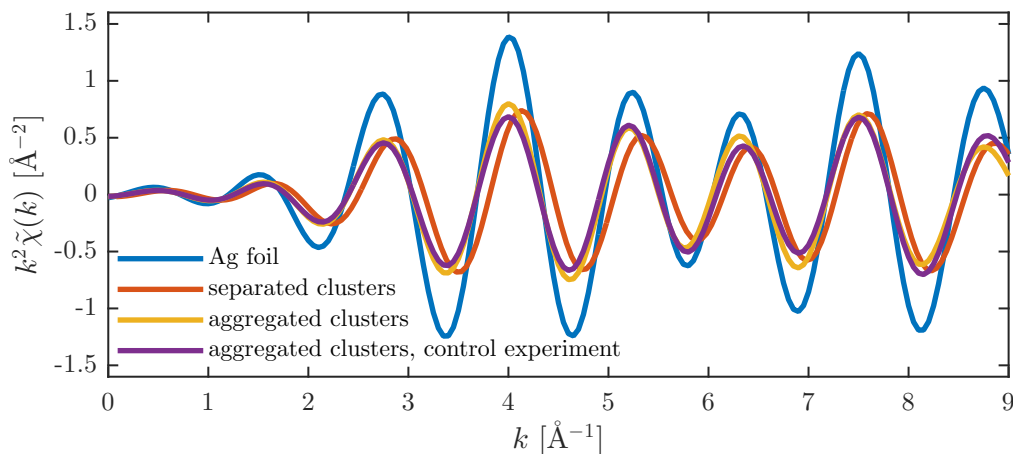 1.5
1
0.5
0
-0.5
-1
-1.5
k² χ̃(k) [Å⁻²]
Ag foil
separated clusters
aggregated clusters
aggregated clusters, control experiment
0 1 2 3 4 5 6 7 8 9
k [Å⁻¹]